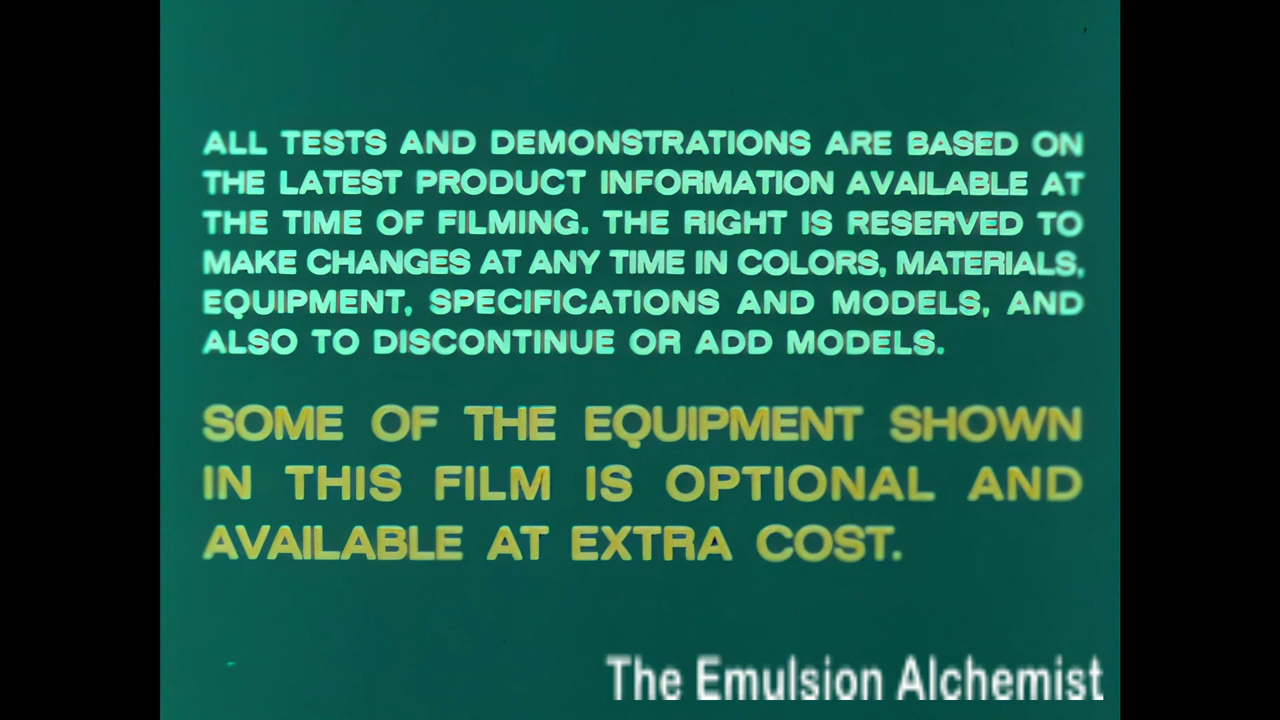 ALL TESTS AND DEMONSTRATIONS ARE BASED ON
THE LATEST PRODUCT INFORMATION AVAILABLE AT
THE TIME OF FILMING. THE RIGHT IS RESERVED TO
MAKE CHANGES AT ANY TIME IN COLORS, MATERIALS,
EQUIPMENT, SPECIFICATIONS AND MODELS, AND
ALSO TO DISCONTINUE OR ADD MODELS.
SOME OF THE EQUIPMENT SHOWN
IN THIS FILM IS OPTIONAL AND
AVAILABLE AT EXTRA COST.
The Emulsion Alchemist